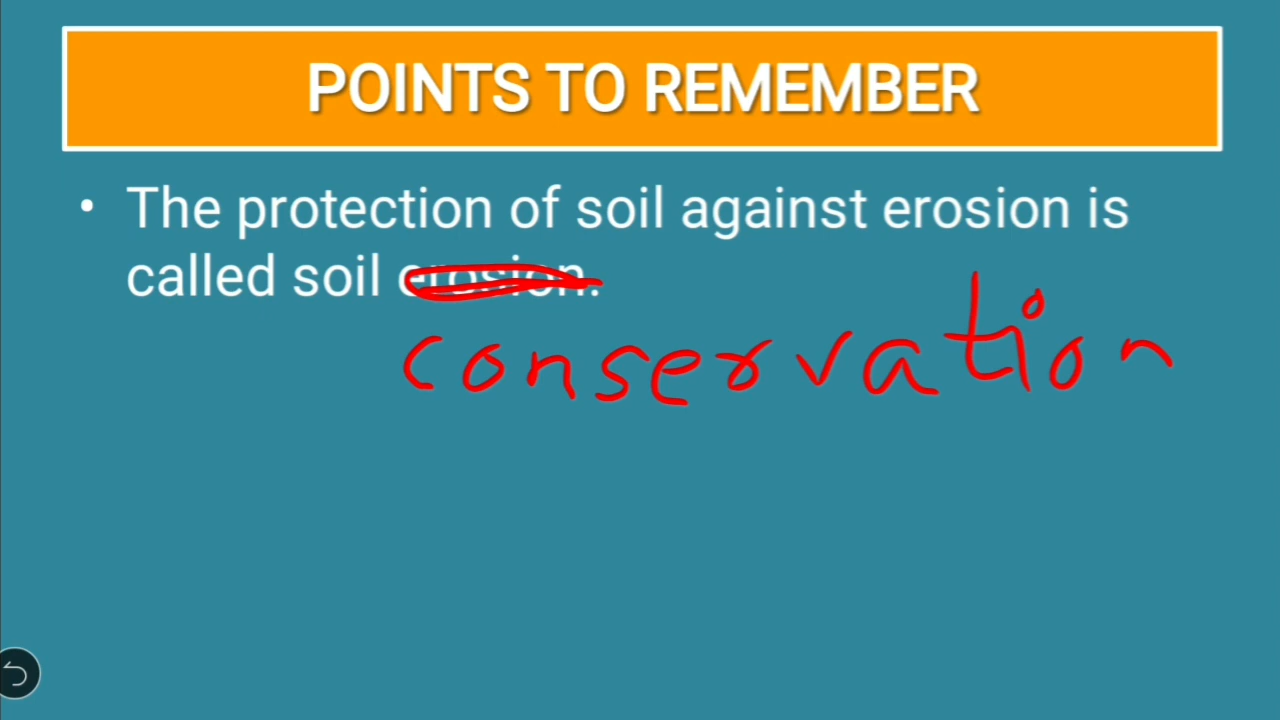 POINTS TO REMEMBER
• The protection of soil against erosion is
called soil erosion.
conservation